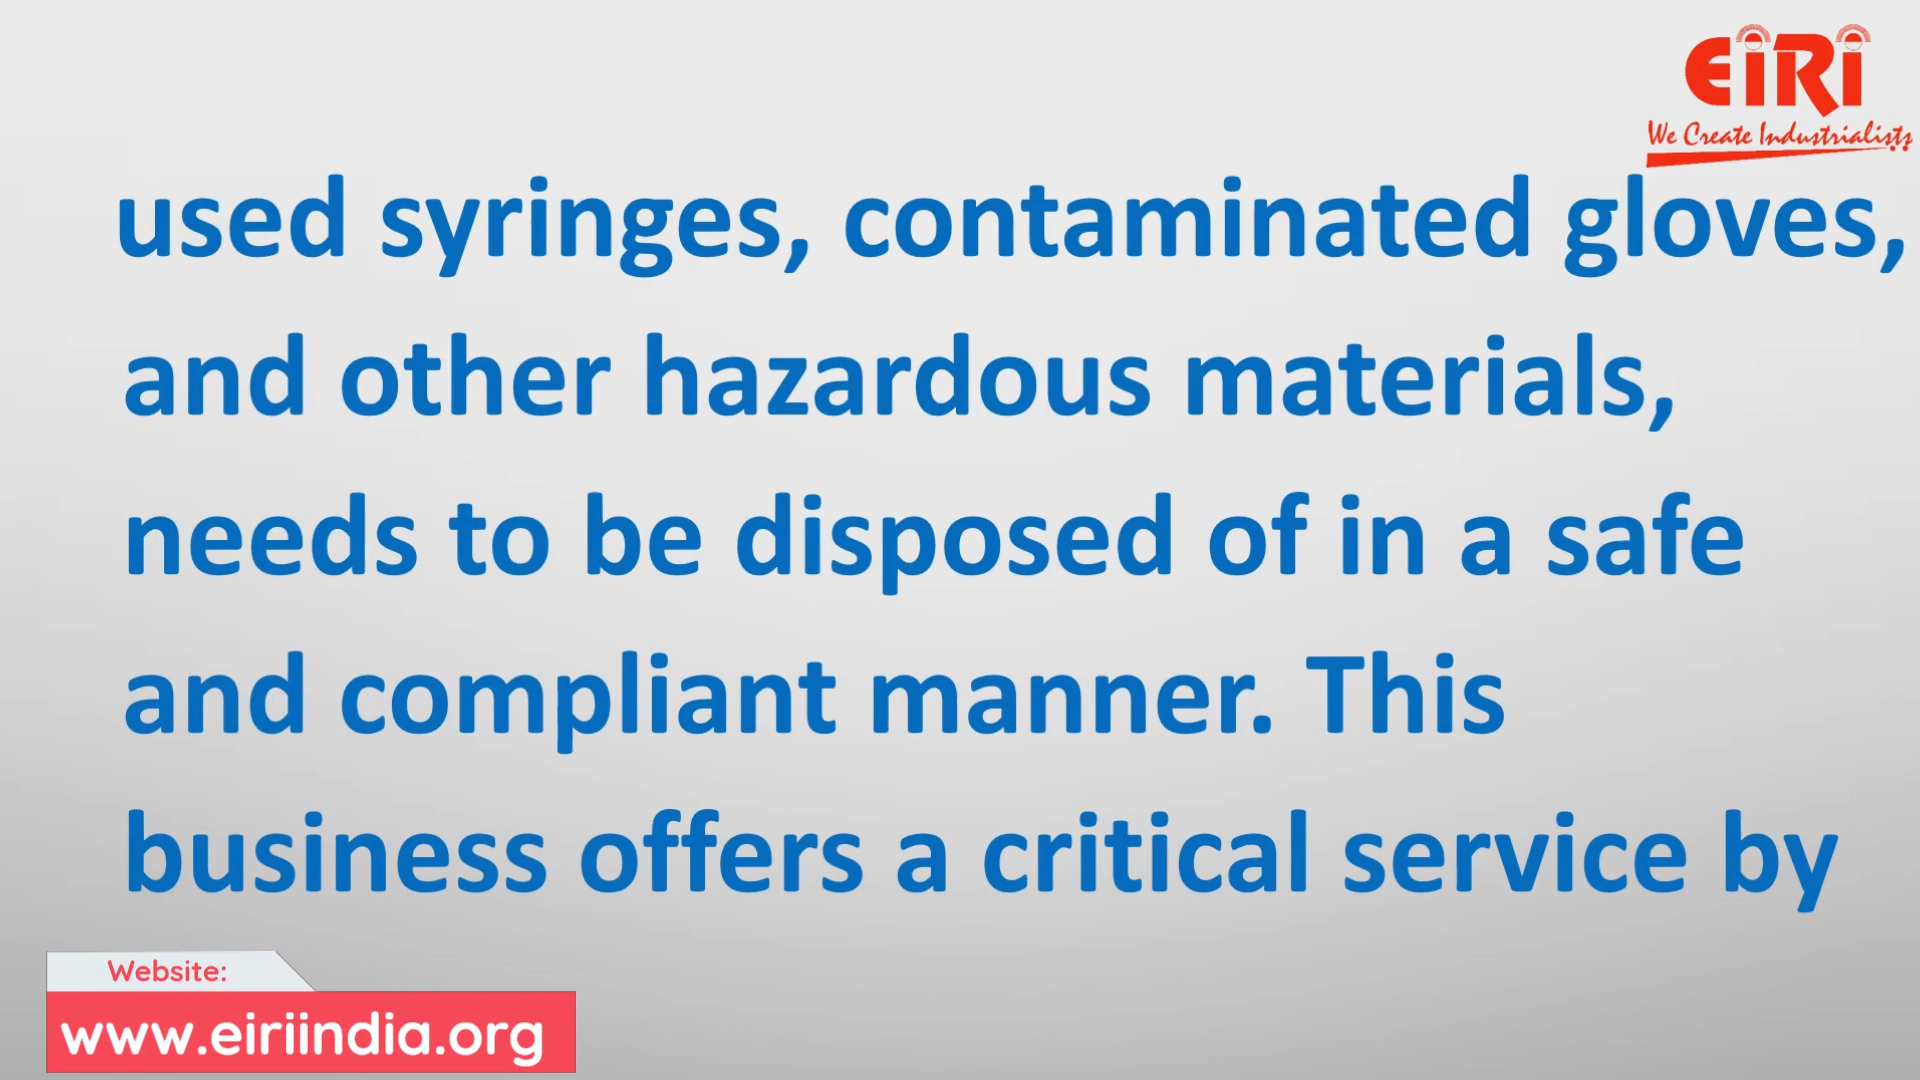 EiRi
We Create Industrialists
used syringes, contaminated gloves,
and other hazardous materials,
needs to be disposed of in a safe
and compliant manner. This
business offers a critical service by
Website:
www.eiriindia.org